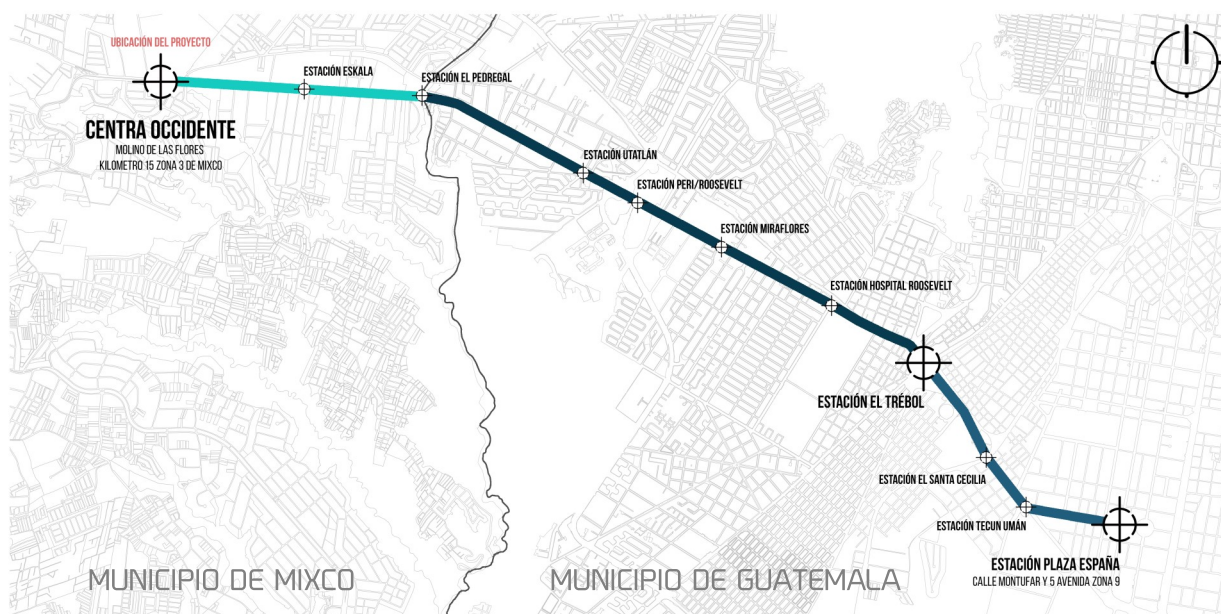 UBICACIÓN DEL PROYECTO
CENTRA OCCIDENTE
MOLINO DE LAS FLORES
KILOMETRO 15 ZONA 3 DE MIXCO
ESTACIÓN ESKALA
ESTACIÓN EL PEDREGAL
ESTACIÓN UTATLÁN
ESTACIÓN PERI/ROOSEVELT
ESTACIÓN MIRAFLORES
ESTACIÓN HOSPITAL ROOSEVELT
ESTACIÓN EL TRÉBOL
ESTACIÓN EL SANTA CECILIA
ESTACIÓN TECUN UMÁN
ESTACIÓN PLAZA ESPAÑA
CALLE MONTUFAR Y 5 AVENIDA ZONA 9
MUNICIPIO DE MIXCO
MUNICIPIO DE GUATEMALA